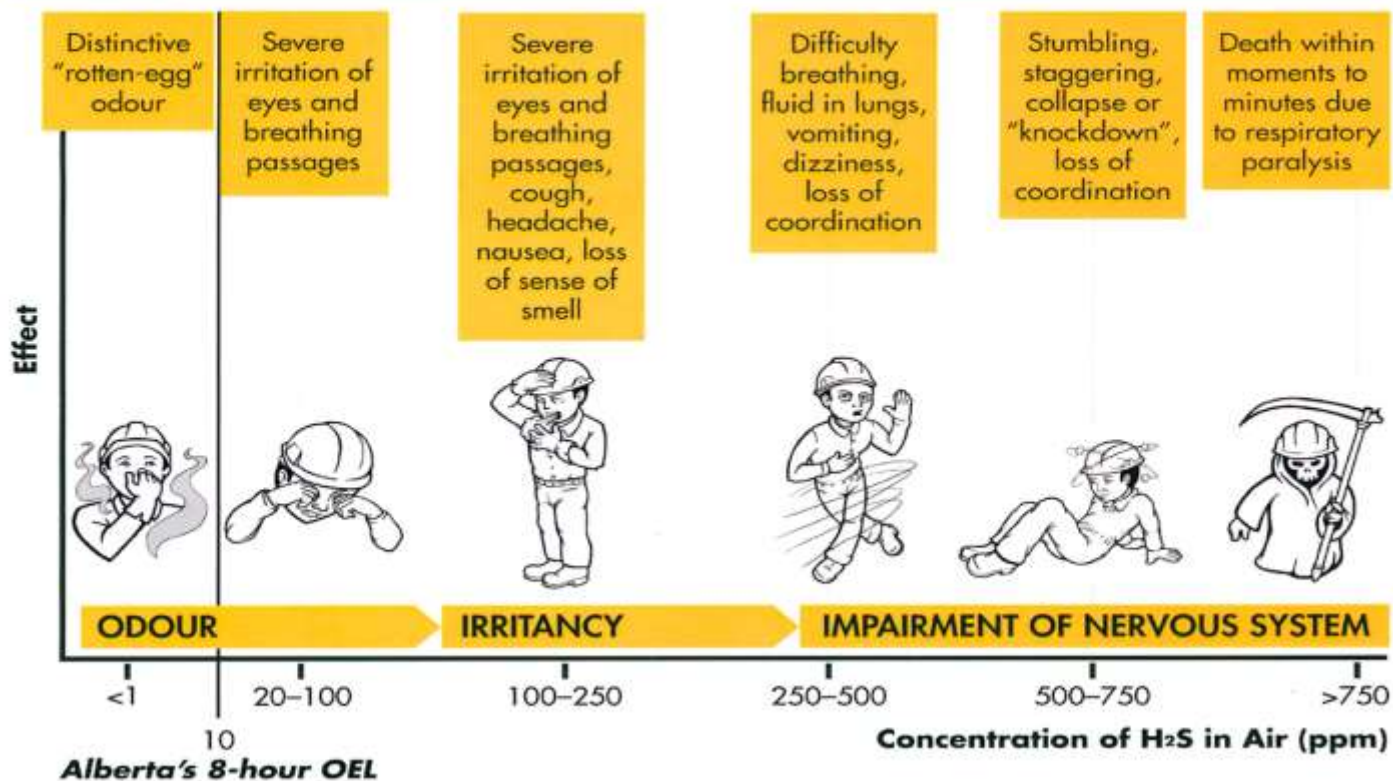 Distinctive
"rotten-egg"
odour
Severe
irritation of
eyes and
breathing
passages
Severe
irritation of
eyes and
breathing
passages,
cough,
headache,
nausea, loss
of sense of
smell
Difficulty
breathing,
fluid in lungs,
vomiting,
dizziness,
loss of
coordination
Stumbling,
staggering,
collapse or
"knockdown",
loss of
coordination
Death within
moments to
minutes due
to respiratory
paralysis
Effect
ODOUR
IRRITANCY
IMPAIRMENT OF NERVOUS SYSTEM
<1
20–100
100–250
250–500
500–750
>750
10
Concentration of H2S in Air (ppm)
Alberta's 8-hour OEL